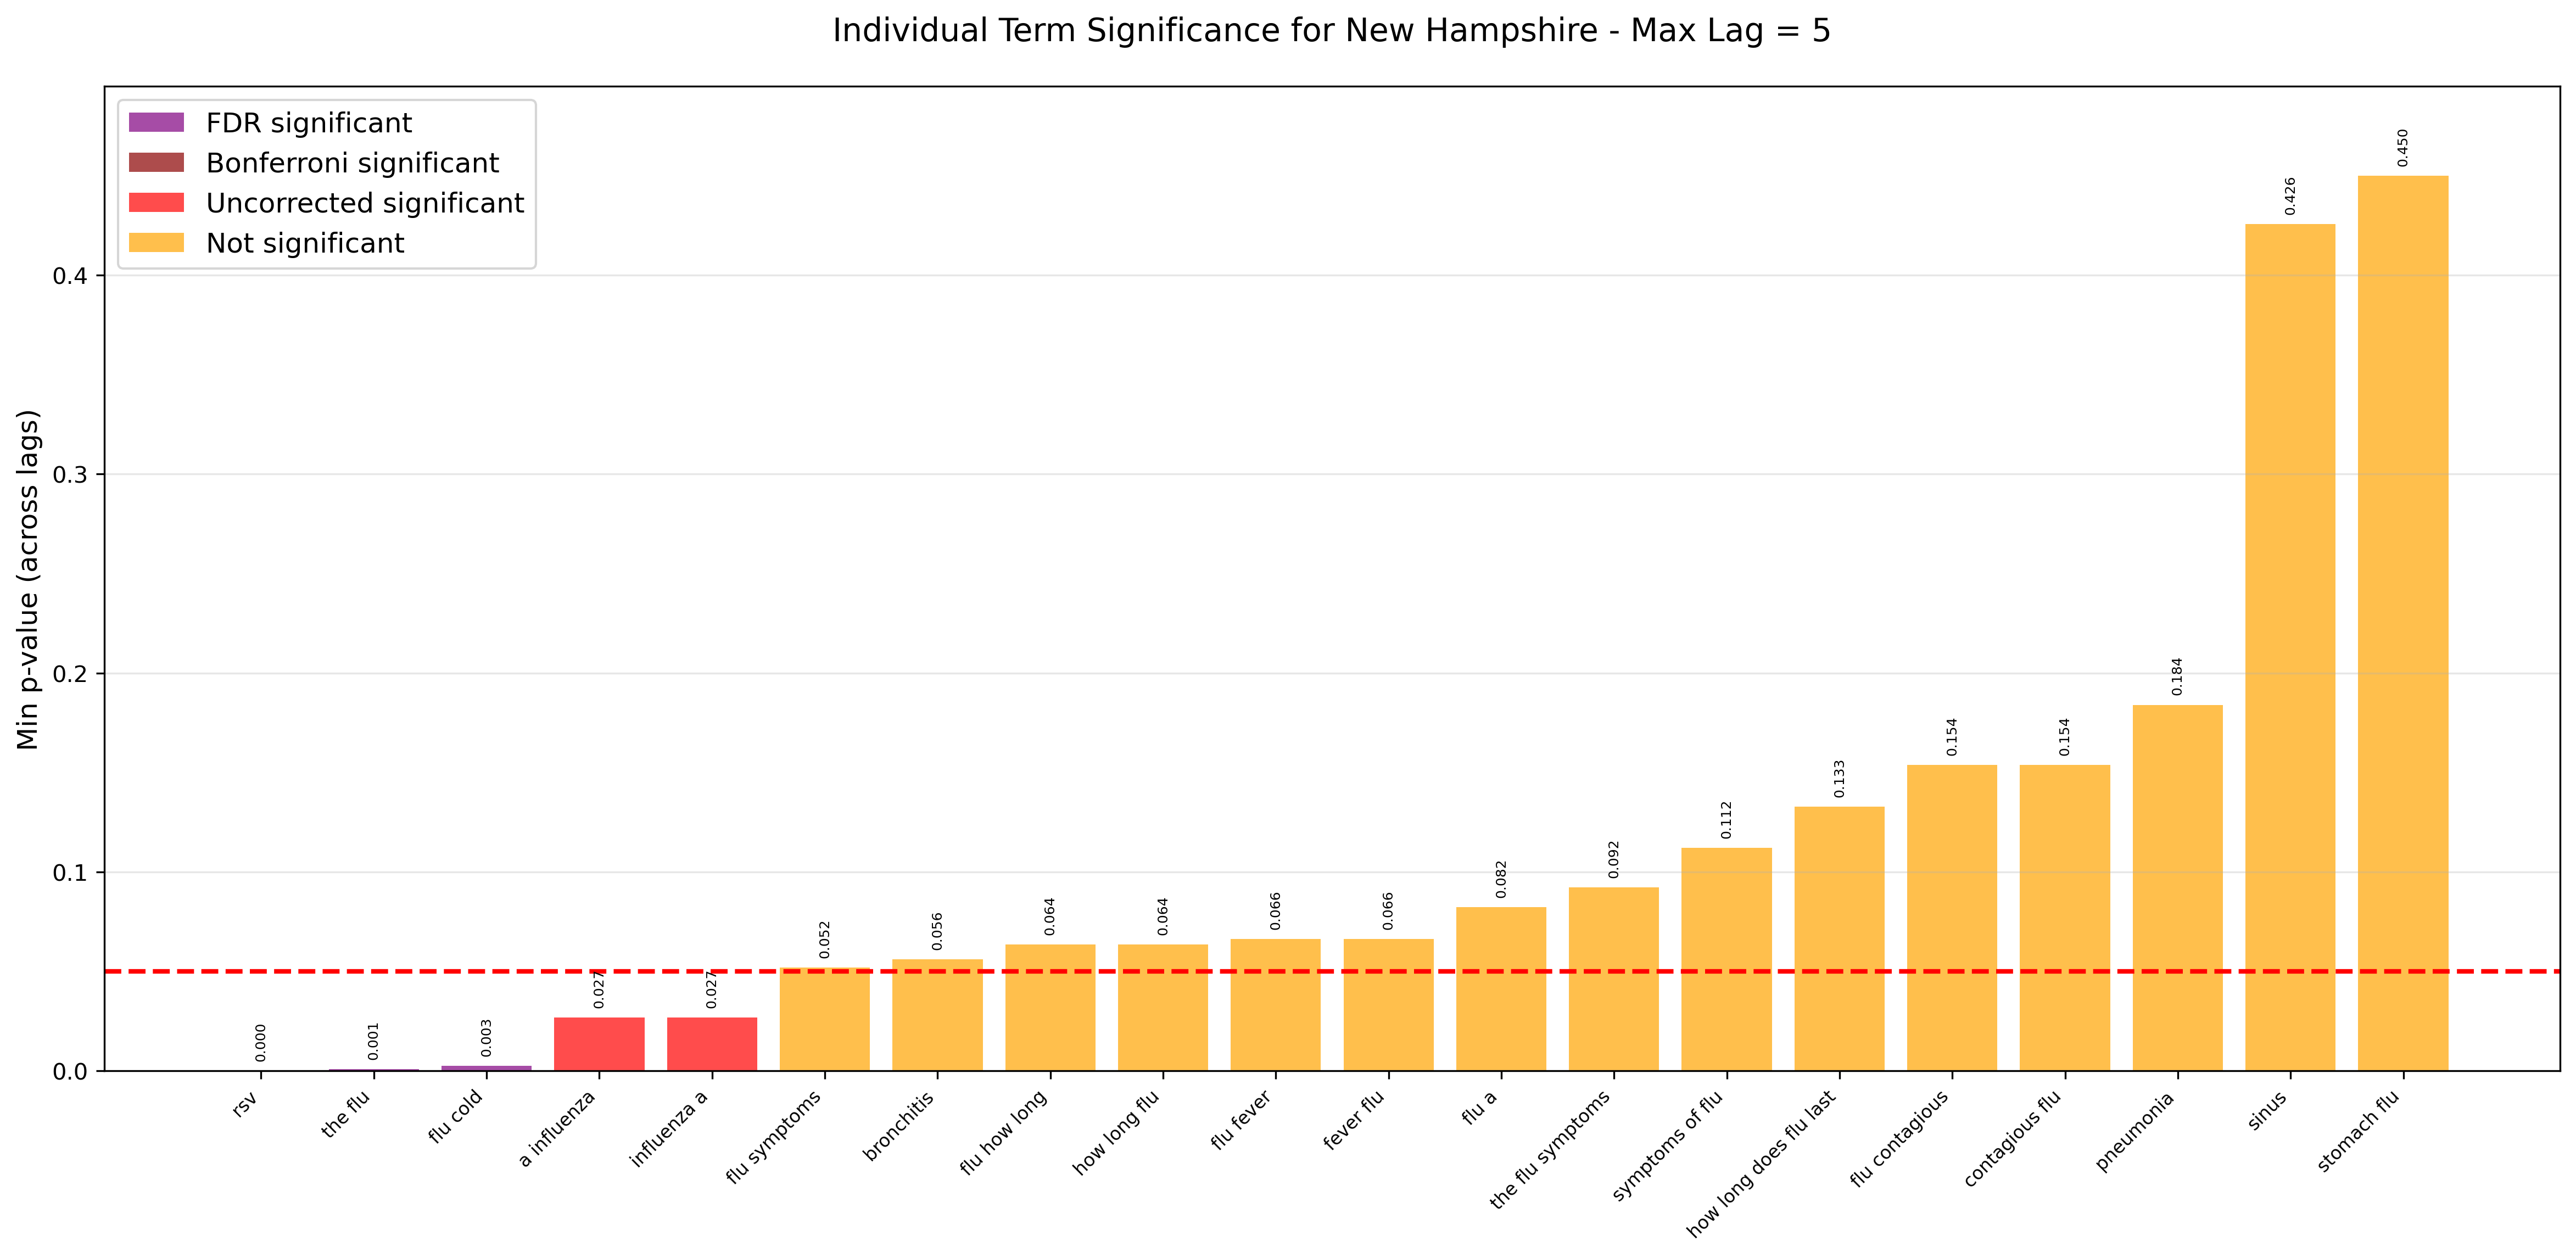 Individual Term Significance for New Hampshire - Max Lag = 5
FDR significant
Bonferroni significant
Uncorrected significant
Not significant
Min p-value (across lags)
0.4
0.3
0.2
0.1
0.0
0.000
0.001
0.003
0.027
0.027
0.052
0.056
0.064
0.064
0.066
0.066
0.082
0.092
0.112
0.133
0.154
0.154
0.184
0.426
0.450
rsv
the flu
flu cold
a influenza
influenza a
flu symptoms
bronchitis
flu how long
how long flu
flu fever
fever flu
flu a
the flu symptoms
symptoms of flu
how long does flu last
flu contagious
contagious flu
pneumonia
sinus
stomach flu